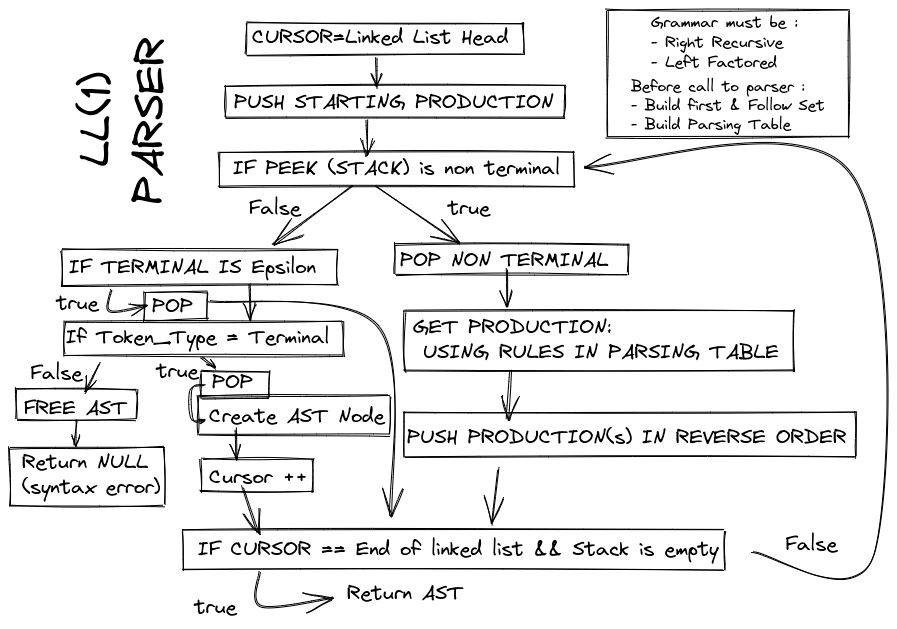 LL(1)
PARSER
CURSOR=Linked List Head
PUSH STARTING PRODUCTION
IF PEEK (STACK) is non terminal
Grammar must be :
- Right Recursive
- Left Factored
Before call to parser :
- Build first & Follow Set
- Build Parsing Table
False
true
IF TERMINAL IS Epsilon
true
POP
If Token_Type = Terminal
False
true
POP
FREE AST
Create AST Node
Return NULL
(syntax error)
Cursor ++
POP NON TERMINAL
GET PRODUCTION:
USING RULES IN PARSING TABLE
PUSH PRODUCTION(s) IN REVERSE ORDER
IF CURSOR == End of linked list && Stack is empty
False
true
Return AST